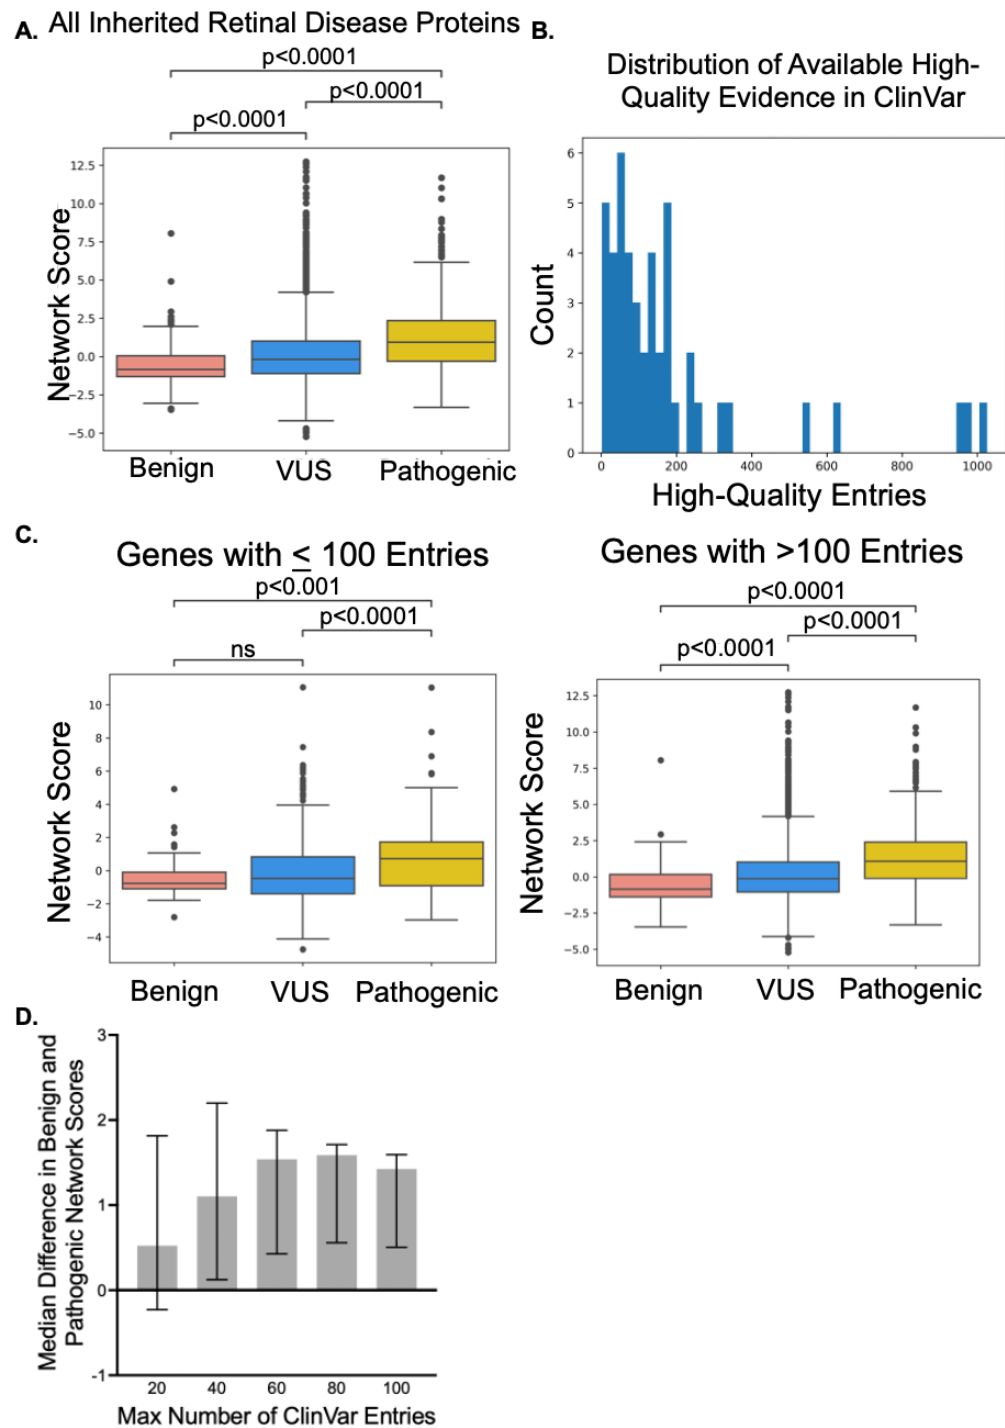 A. All Inherited Retinal Disease Proteins
p<0.0001
p<0.0001
p<0.0001
12.5
10.0
7.5
5.0
2.5
0.0
−2.5
−5.0
Network Score
Benign VUS Pathogenic
B.
Distribution of Available High-
Quality Evidence in ClinVar
6
5
4
3
2
1
0
Count
0 200 400 600 800 1000
High-Quality Entries
C.
Genes with ≤ 100 Entries
p<0.001
p<0.0001
ns
10
8
6
4
2
0
−2
−4
Network Score
Benign VUS Pathogenic
Genes with >100 Entries
p<0.0001
p<0.0001
p<0.0001
12.5
10.0
7.5
5.0
2.5
0.0
−2.5
−5.0
Network Score
Benign VUS Pathogenic
D.
3
2
1
0
-1
Median Difference in Benign and
Pathogenic Network Scores
20 40 60 80 100
Max Number of ClinVar Entries